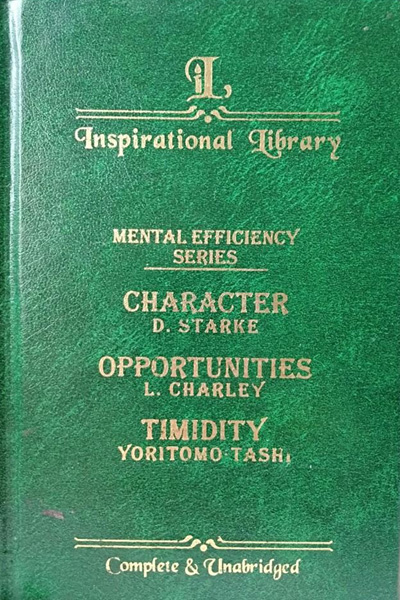 iL
Inspirational Library
MENTAL EFFICIENCY
SERIES
CHARACTER
D. STARKE
OPPORTUNITIES
L. CHARLEY
TIMIDITY
YORITOMO-TASHI
Complete & Unabridged